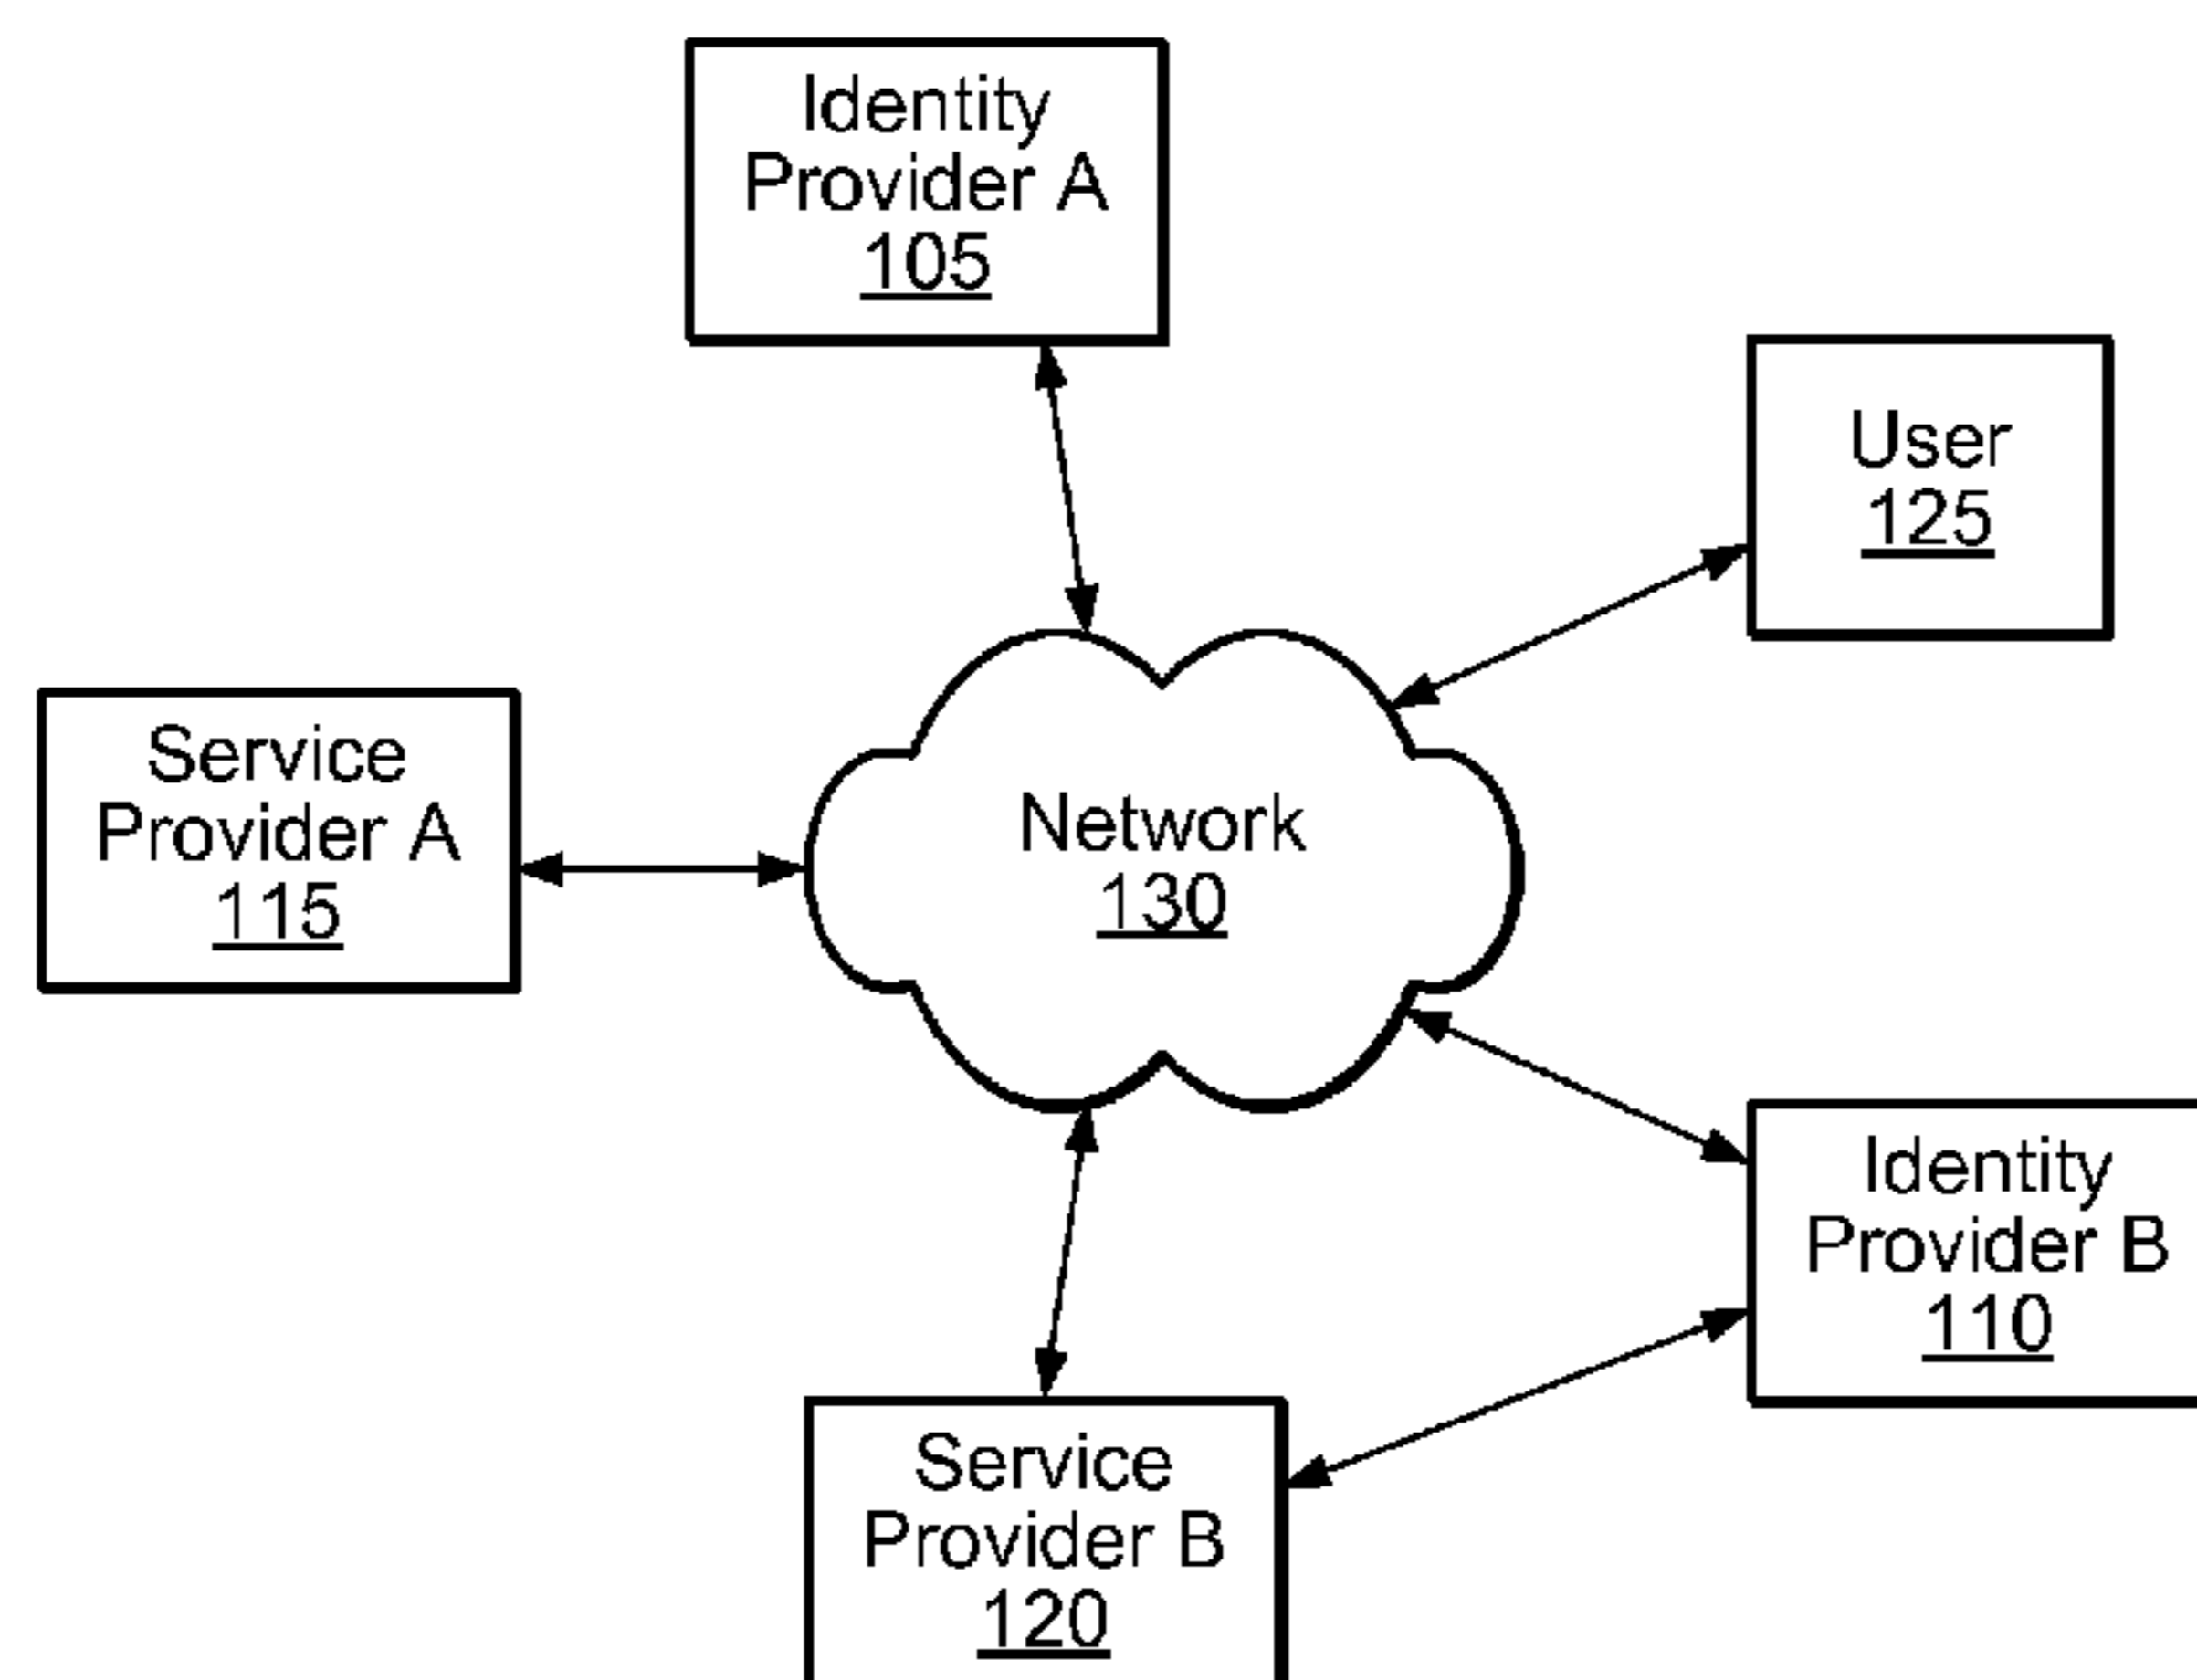 Identity
Provider A
105
User
125
Service
Provider A
115
Network
130
Identity
Provider B
110
Service
Provider B
120